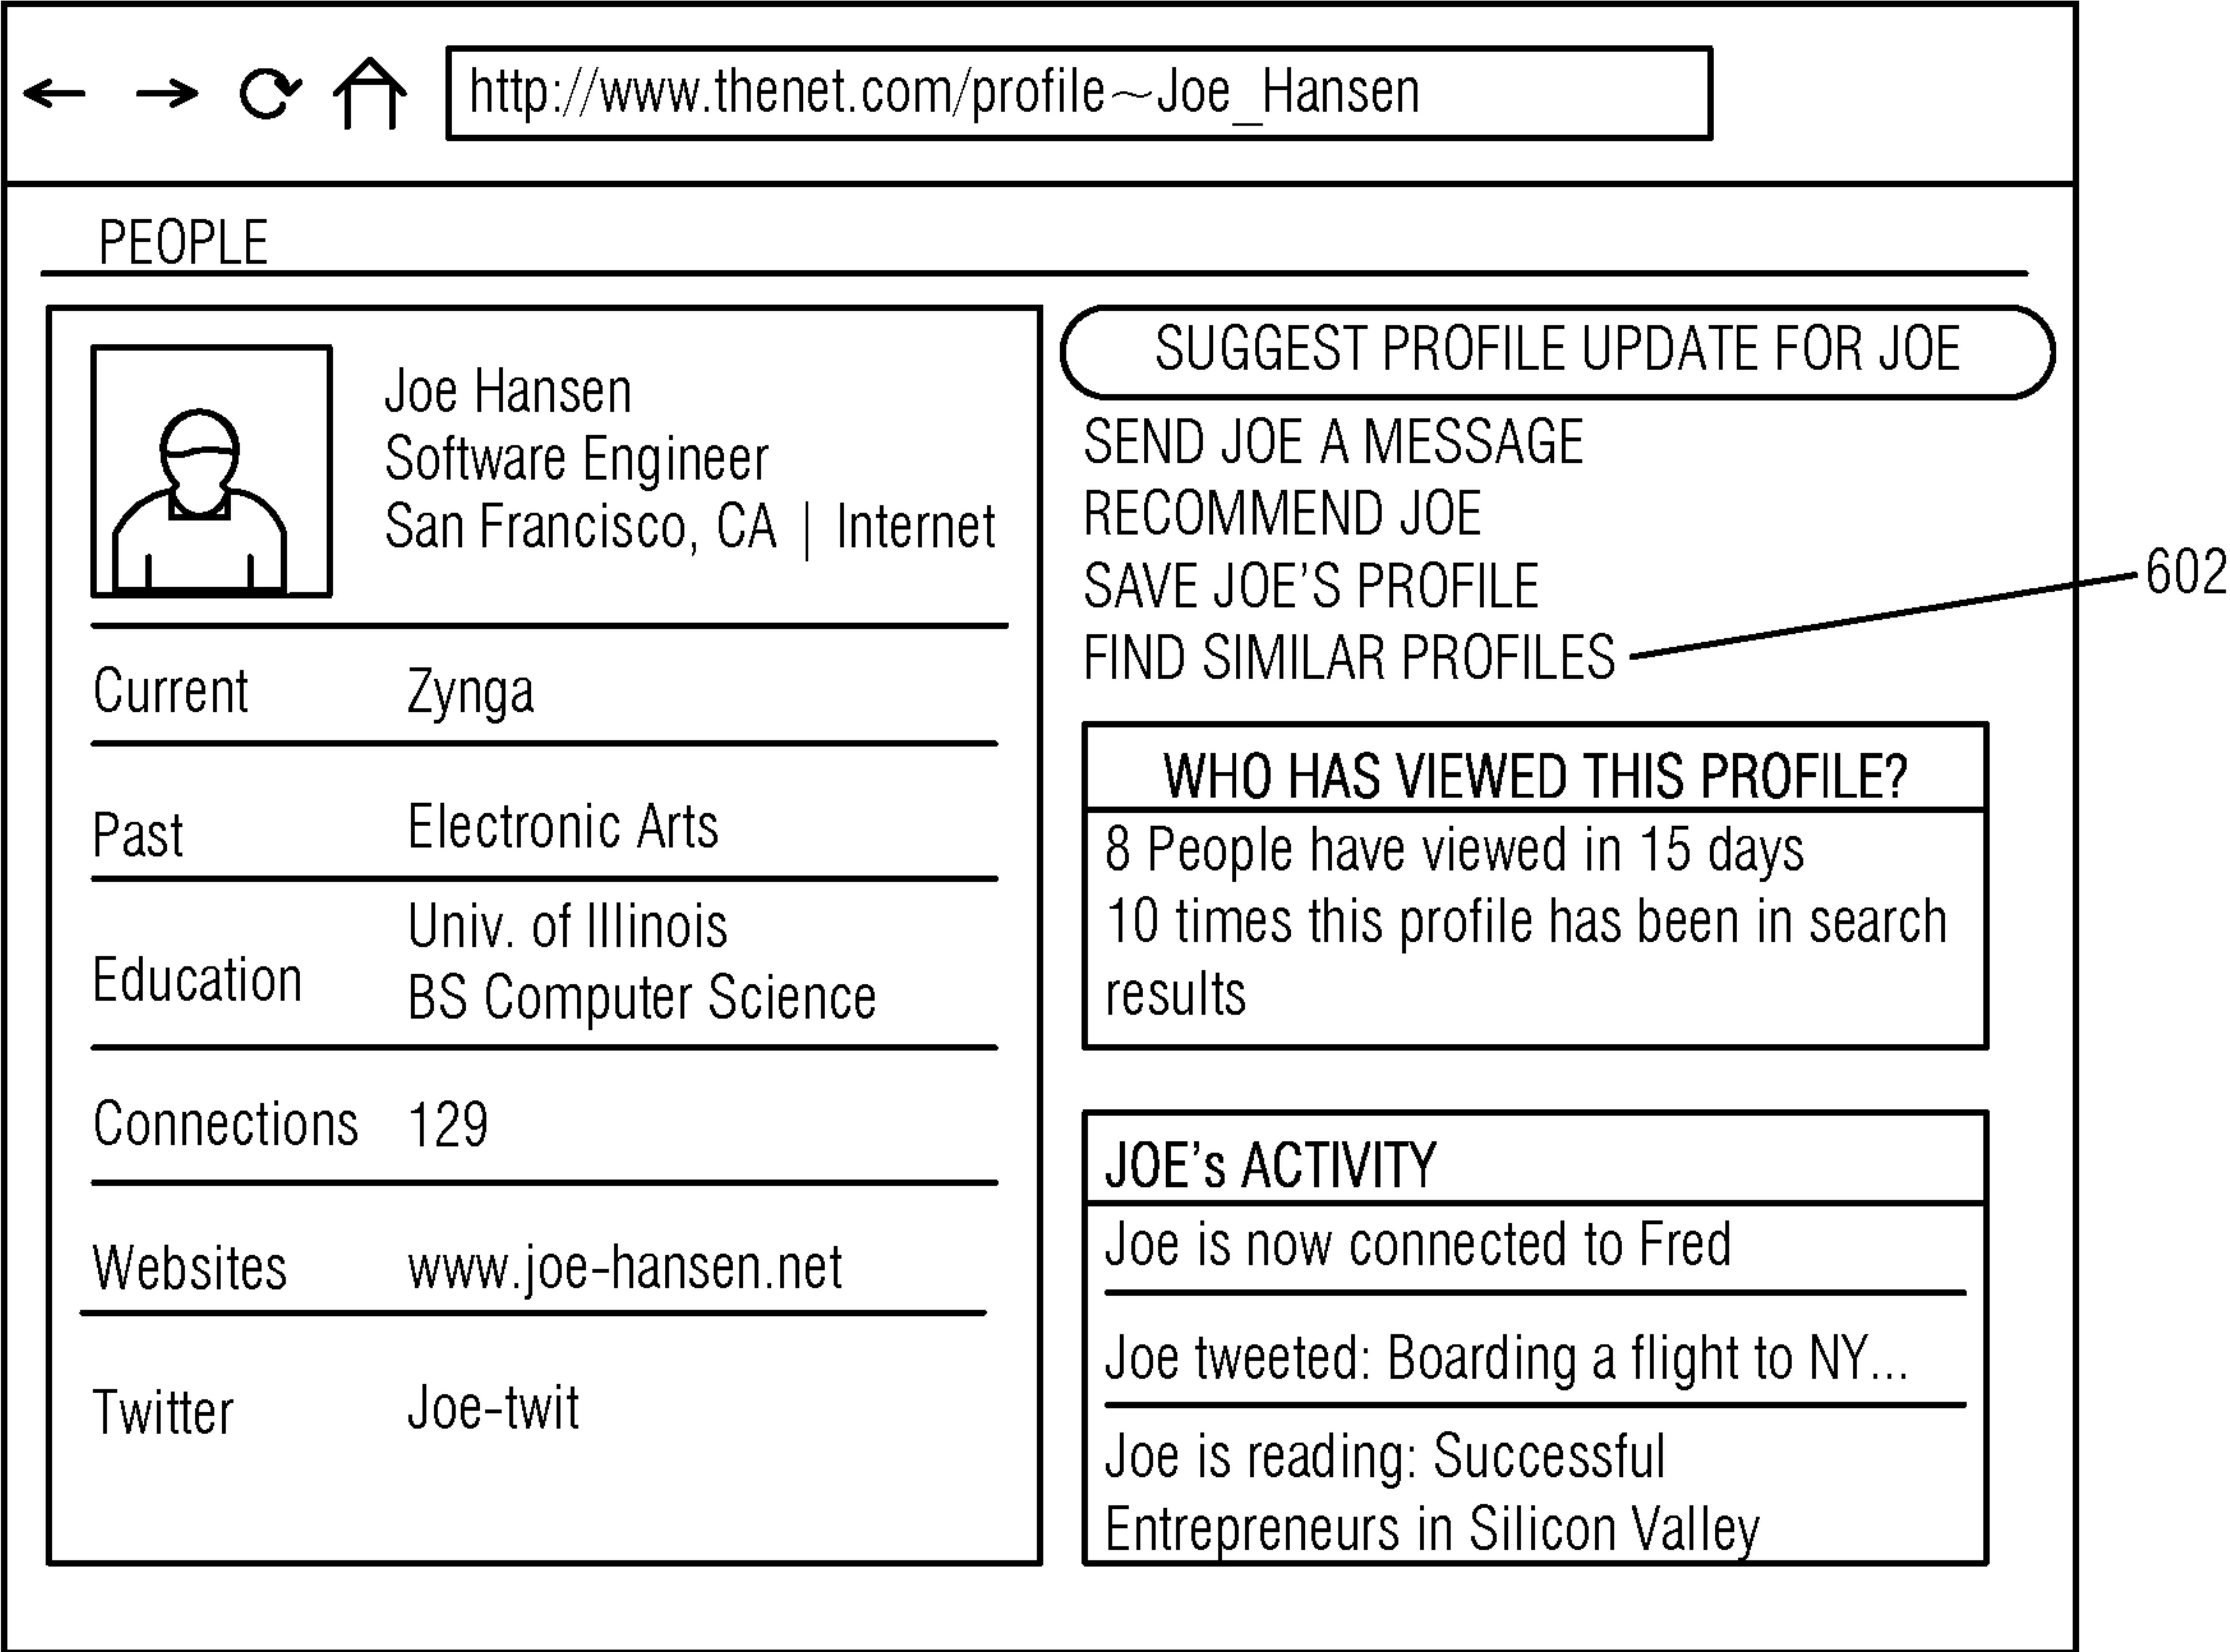 http://www.thenet.com/profile~Joe_Hansen
PEOPLE
Joe Hansen
Software Engineer
San Francisco, CA | Internet
Current Zynga
Past Electronic Arts
Education Univ. of Illinois
BS Computer Science
Connections 129
Websites www.joe-hansen.net
Twitter Joe-twit
SUGGEST PROFILE UPDATE FOR JOE
SEND JOE A MESSAGE
RECOMMEND JOE
SAVE JOE'S PROFILE
FIND SIMILAR PROFILES
602
WHO HAS VIEWED THIS PROFILE?
8 People have viewed in 15 days
10 times this profile has been in search
results
JOE's ACTIVITY
Joe is now connected to Fred
Joe tweeted: Boarding a flight to NY...
Joe is reading: Successful
Entrepreneurs in Silicon Valley